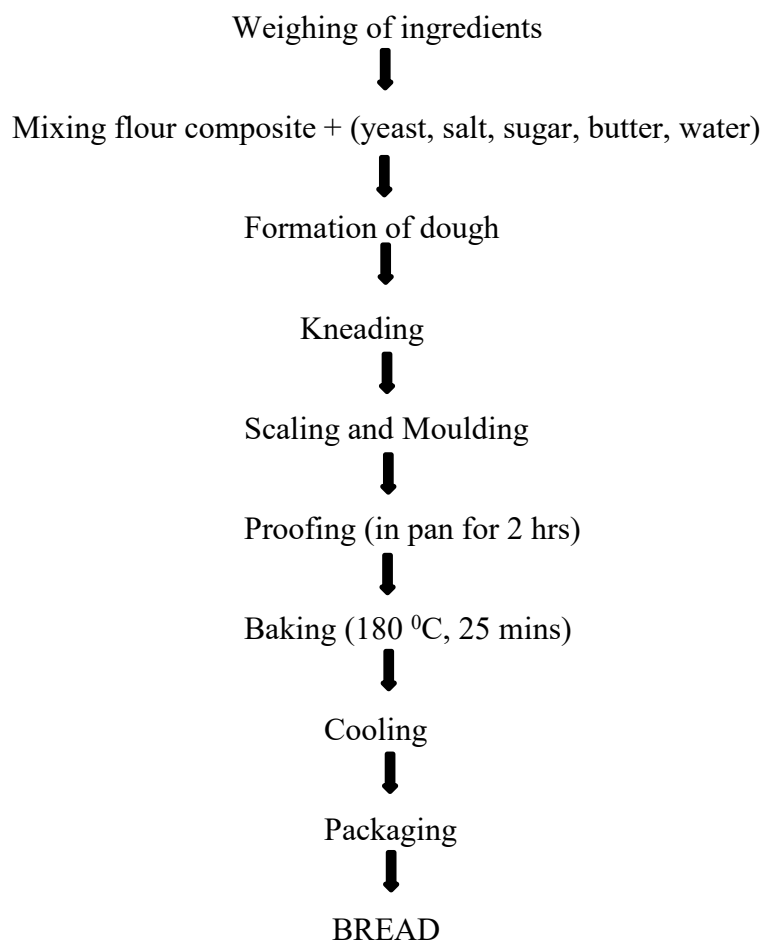 Weighing of ingredients
Mixing flour composite + (yeast, salt, sugar, butter, water)
Formation of dough
Kneading
Scaling and Moulding
Proofing (in pan for 2 hrs)
Baking (180 ⁰C, 25 mins)
Cooling
Packaging
BREAD